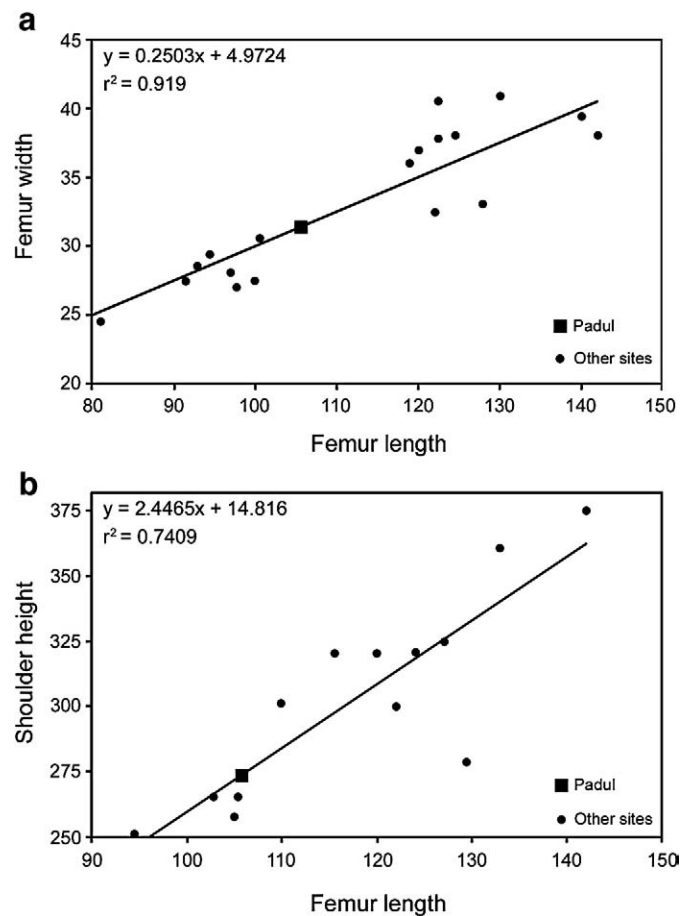 a
45
y = 0.2503x + 4.9724
r² = 0.919
40
35
30
25
20
Femur width
Padul
Other sites
80 90 100 110 120 130 140 150
Femur length
b
375
y = 2.4465x + 14.816
r² = 0.7409
325
300
275
250
Shoulder height
Padul
Other sites
90 100 110 120 130 140 150
Femur length